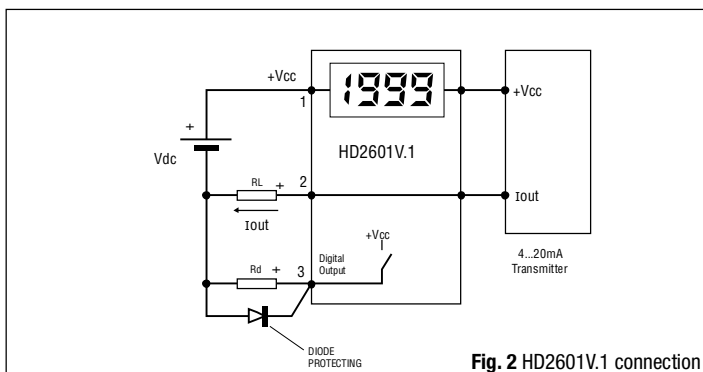 +Vcc
1
1999
+Vcc
+
Vdc
HD2601V.1
RL
+
2
Iout
Iout
+Vcc
4...20mA
Transmitter
Rd
+
3
Digital
Output
DIODE
PROTECTING
Fig. 2 HD2601V.1 connection